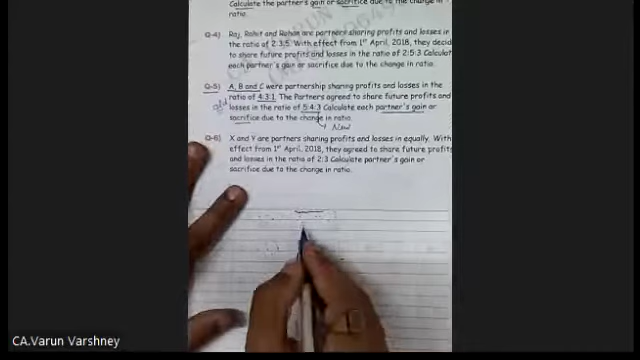 Calculate the partner's gain or sacrifice due to the change in
ratio.
Q-4) Raj, Rohit and Rohan are partners sharing profits and losses in
the ratio of 2:3:5. With effect from 1st April, 2018, they decid
to share future profits and losses in the ratio of 2:5:3 Calculate
each partner's gain or sacrifice due to the change in ratio.
Q-5) A, B and C were partnership sharing profits and losses in the
ratio of 4:3:1. The Partners agreed to share future profits and
old losses in the ratio of 5:4:3 Calculate each partner's gain or
sacrifice due to the change in ratio.
New
Q-6) X and Y are partners sharing profits and losses in equally. With
effect from 1st April, 2018, they agreed to share future profits
and losses in the ratio of 2:3 Calculate partner's gain or
sacrifice due to the change in ratio.
CA.Varun Varshney